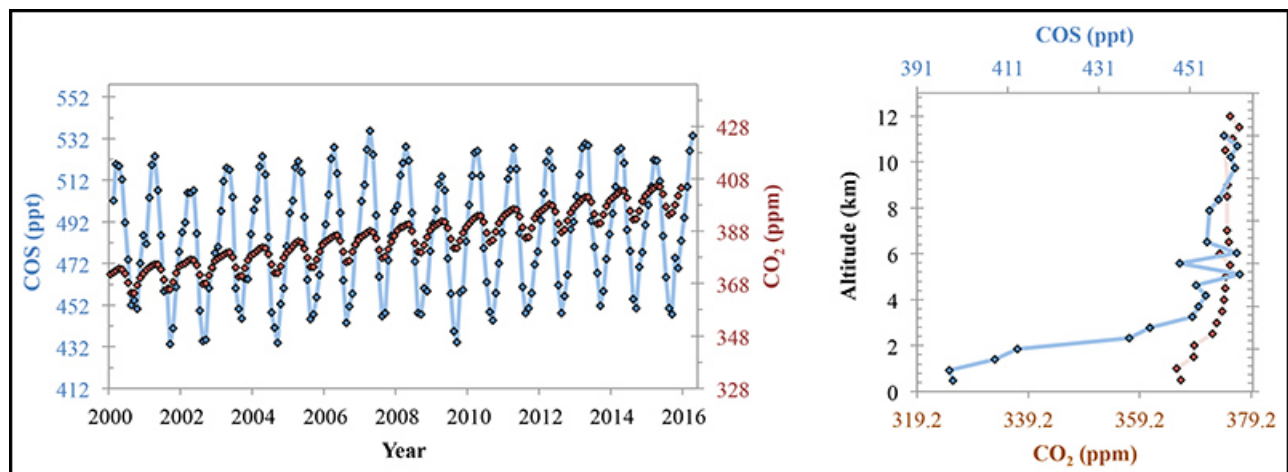 COS (ppt)
391 411 431 451
552
532
512
492
472
452
432
412
COS (ppt)
428
408
388
368
348
328
CO₂ (ppm)
2000 2002 2004 2006 2008 2010 2012 2014 2016
Year
12
10
8
6
4
2
0
Altitude (km)
319.2 339.2 359.2 379.2
CO₂ (ppm)